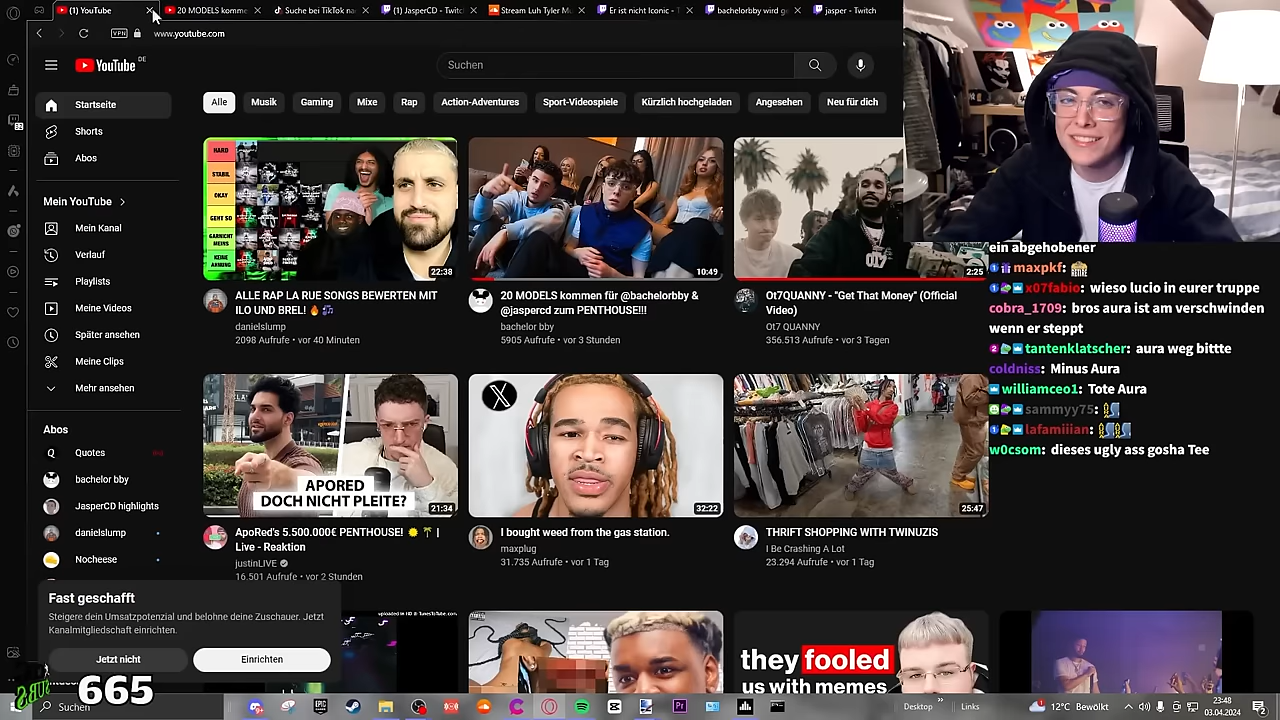 (1) YouTube
20 MODELS komme
Suche bei TikTok na
(1) JasperCD - Twitc
Stream Luh Tyler M
Er ist nicht Iconic -
bachelorbby wird g
jasper - Twitch
VPN
www.youtube.com
YouTube DE
Suchen
Startseite
Shorts
Abos
Mein YouTube
Mein Kanal
Verlauf
Playlists
Meine Videos
Später ansehen
Meine Clips
Mehr ansehen
Abos
Quotes
bachelor bby
JasperCD highlights
danielslump
Nocheese
Alle
Musik
Gaming
Mixe
Rap
Action-Adventures
Sport-Videospiele
Kürzlich hochgeladen
Angesehen
Neu für dich
HARD
STABIL
OKAY
GEHT SO
GARNICHT MEINS
KEINE AHNUNG
22:38
10:49
2:25
ALLE RAP LA RUE SONGS BEWERTEN MIT
ILO UND BREL! 🔥🎶
danielslump
2098 Aufrufe • vor 40 Minuten
20 MODELS kommen für @bachelorbby &
@jaspercd zum PENTHOUSE!!!
bachelor bby
5905 Aufrufe • vor 3 Stunden
Ot7QUANNY - "Get That Money" (Official
Video)
Ot7 QUANNY
356.513 Aufrufe • vor 3 Tagen
APORED
DOCH NICHT PLEITE?
21:34
32:22
25:47
ApoRed's 5.500.000€ PENTHOUSE! ☀️🌴 |
Live - Reaktion
justinLIVE
16.501 Aufrufe • vor 2 Stunden
I bought weed from the gas station.
maxplug
31.735 Aufrufe • vor 1 Tag
THRIFT SHOPPING WITH TWINUZIS
I Be Crashing A Lot
23.294 Aufrufe • vor 1 Tag
Fast geschafft
Steigere dein Umsatzpotenzial und belohne deine Zuschauer. Jetzt
Kanalmitgliedschaft einrichten.
Jetzt nicht
Einrichten
they fooled
us with memes
ein abgehobener
maxpkf:
x07fabio: wieso lucio in eurer truppe
cobra_1709: bros aura ist am verschwinden
wenn er steppt
tantenklatscher: aura weg bittte
coldniss: Minus Aura
williamceo1: Tote Aura
sammyy75:
lafamiiian:
w0csom: dieses ugly ass gosha Tee
SUBS 665
Suchen
Desktop
Links
12°C Bewölkt
23:48
03.04.2024